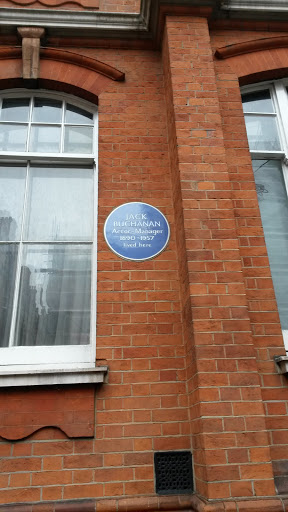 JACK
BUCHANAN
Actor-Manager
1890-1957
lived here